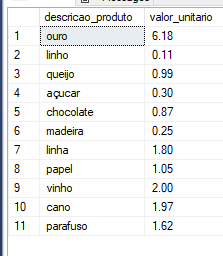 descricao_produto valor_unitario
1 ouro 6.18
2 linho 0.11
3 queijo 0.99
4 açucar 0.30
5 chocolate 0.87
6 madeira 0.25
7 linha 1.80
8 papel 1.05
9 vinho 2.00
10 cano 1.97
11 parafuso 1.62